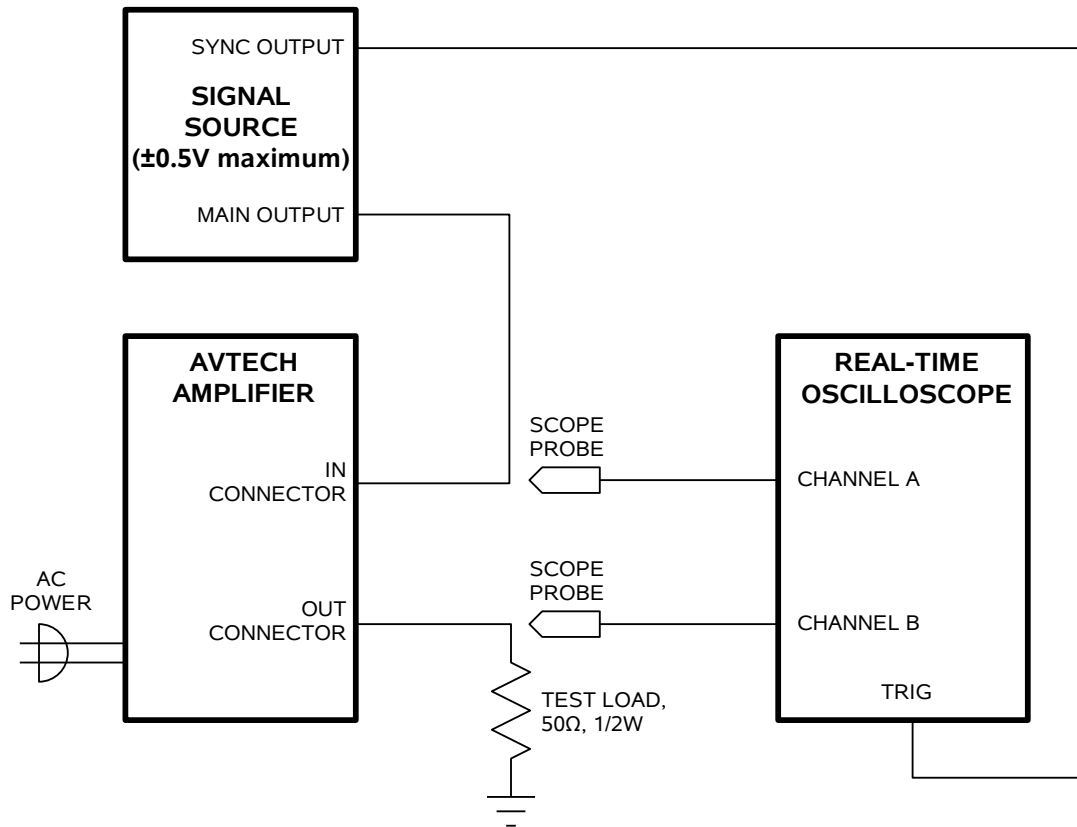 SYNC OUTPUT
SIGNAL
SOURCE
(±0.5V maximum)
MAIN OUTPUT
AVTECH
AMPLIFIER
IN
CONNECTOR
OUT
CONNECTOR
AC
POWER
SCOPE
PROBE
SCOPE
PROBE
TEST LOAD,
50Ω, 1/2W
REAL-TIME
OSCILLOSCOPE
CHANNEL A
CHANNEL B
TRIG